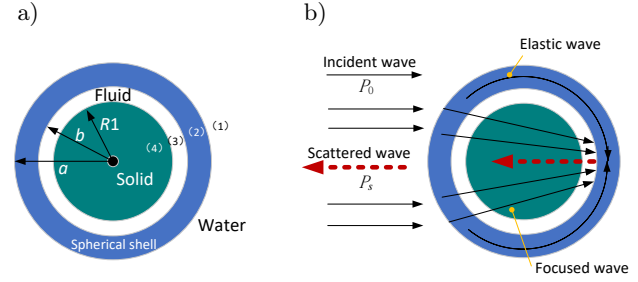 a)
b)
Fluid
R1
b
a
(4)
(3)
(2)
(1)
Solid
Water
Spherical shell
Incident wave
P0
Scattered wave
Ps
Elastic wave
Focused wave